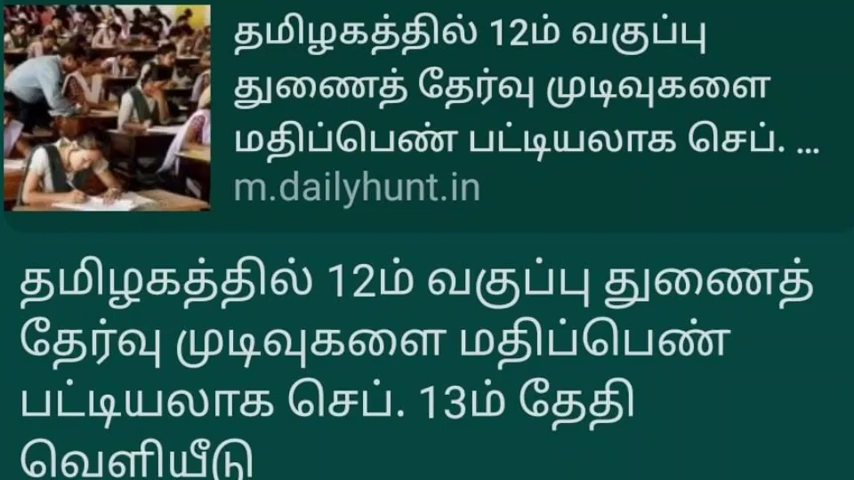 தமிழகத்தில் 12ம் வகுப்பு
துணைத் தேர்வு முடிவுகளை
மதிப்பெண் பட்டியலாக செப். ...
m.dailyhunt.in
தமிழகத்தில் 12ம் வகுப்பு துணைத்
தேர்வு முடிவுகளை மதிப்பெண்
பட்டியலாக செப். 13ம் தேதி
வெளியீடு